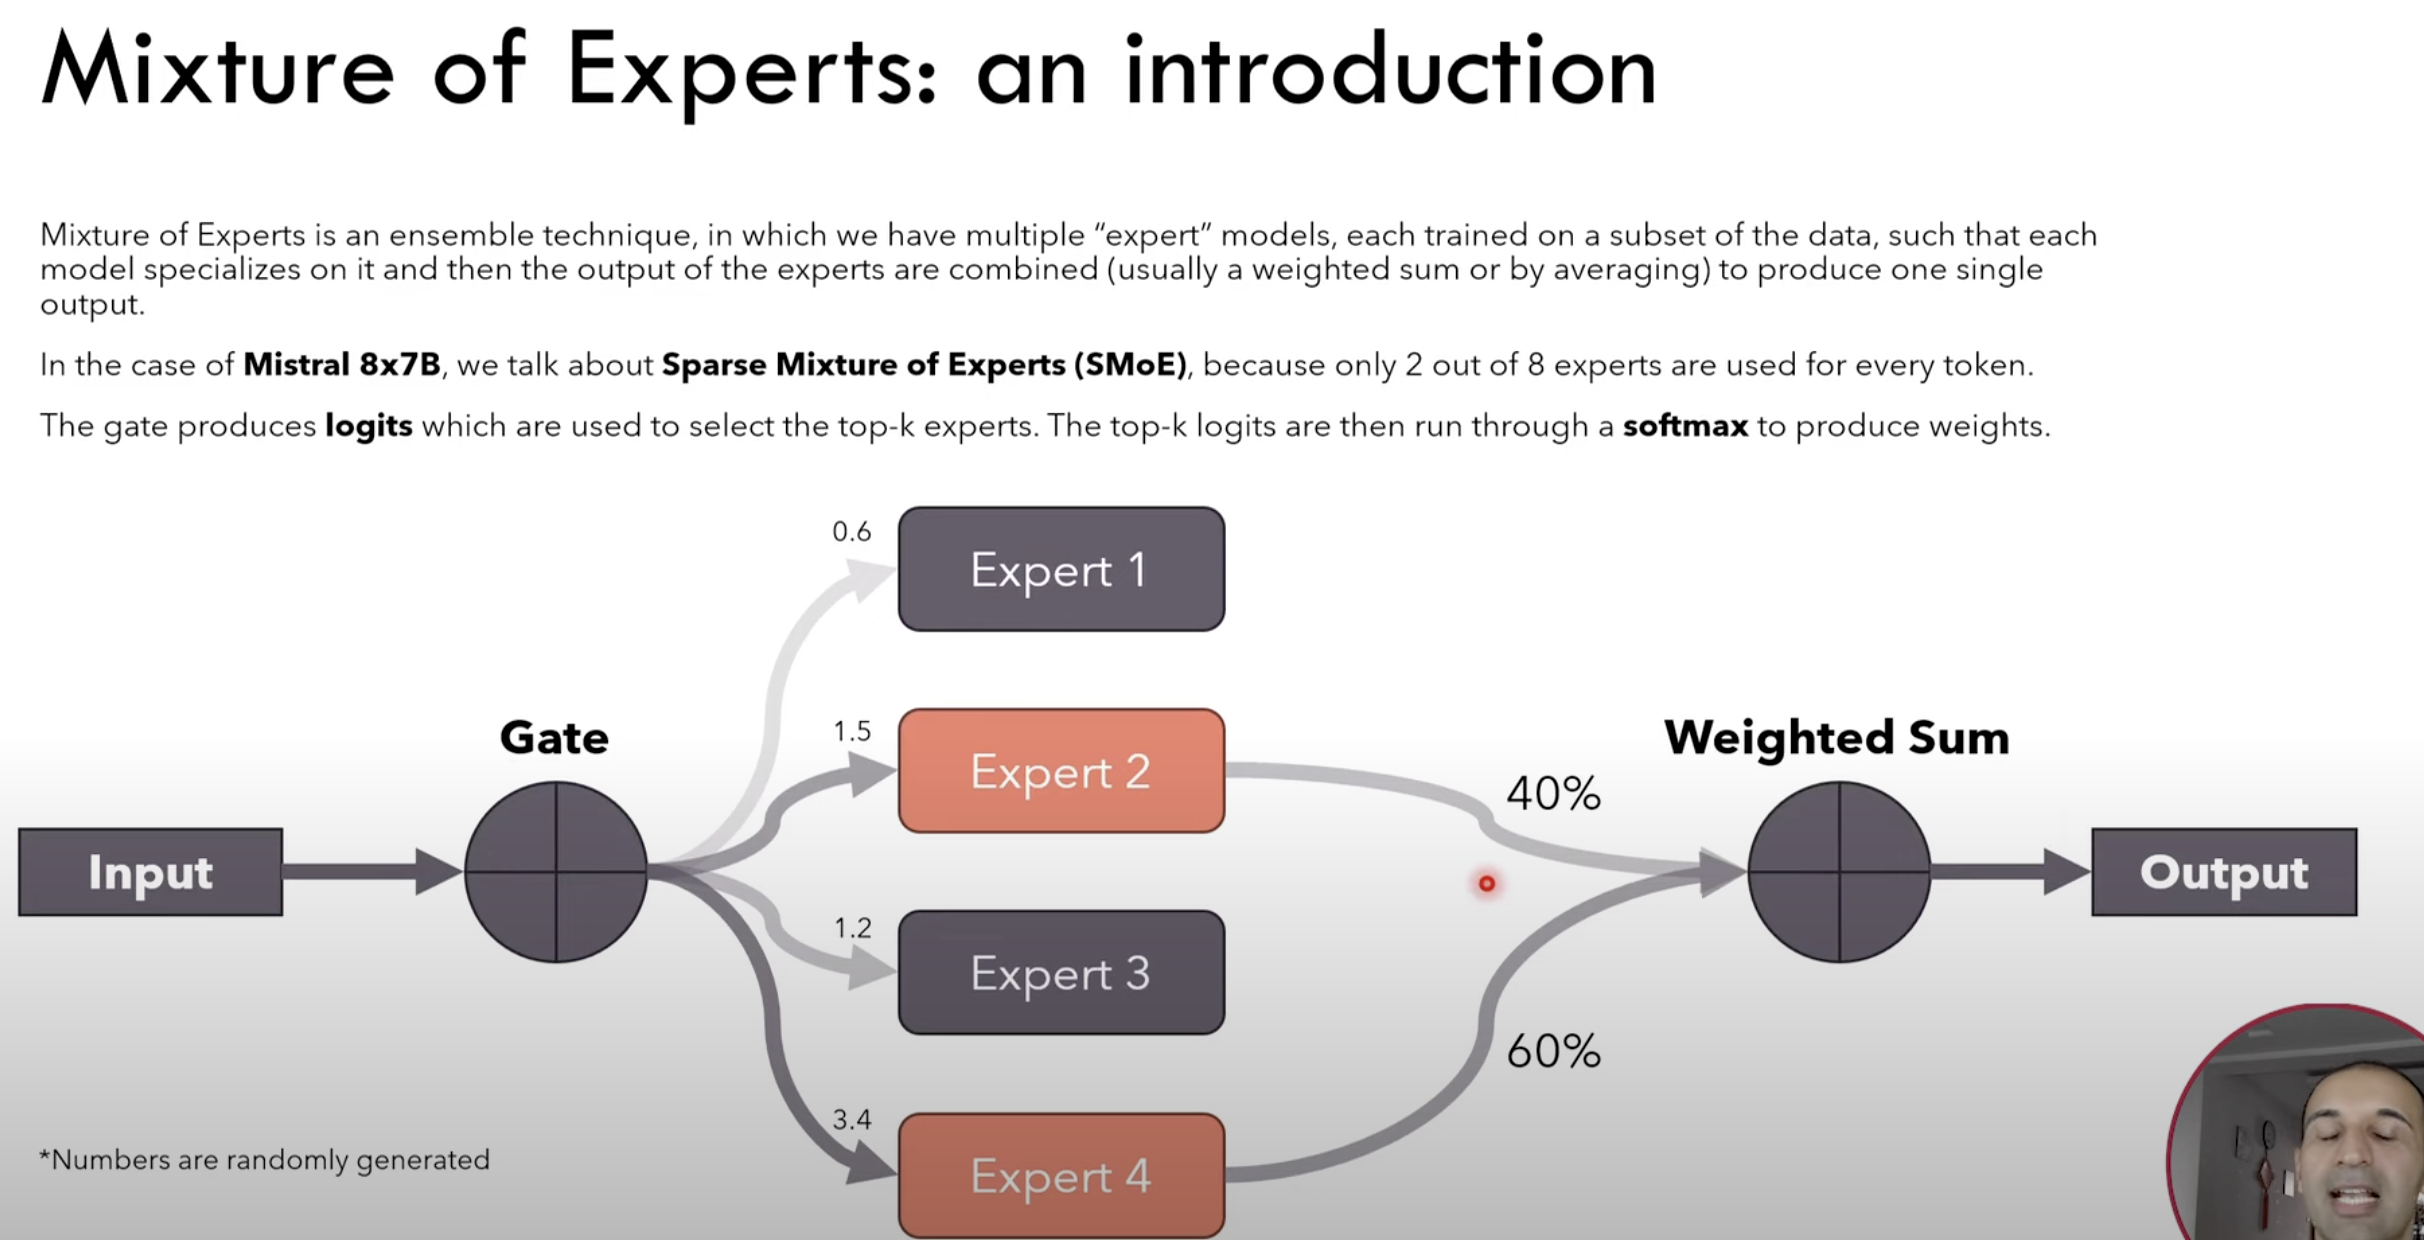 Mixture of Experts: an introduction
Mixture of Experts is an ensemble technique, in which we have multiple “expert” models, each trained on a subset of the data, such that each
model specializes on it and then the output of the experts are combined (usually a weighted sum or by averaging) to produce one single
output.
In the case of Mistral 8x7B, we talk about Sparse Mixture of Experts (SMoE), because only 2 out of 8 experts are used for every token.
The gate produces logits which are used to select the top-k experts. The top-k logits are then run through a softmax to produce weights.
0.6
Expert 1
Gate
1.5
Expert 2
40%
Weighted Sum
Input
1.2
Expert 3
Output
60%
3.4
Expert 4
*Numbers are randomly generated